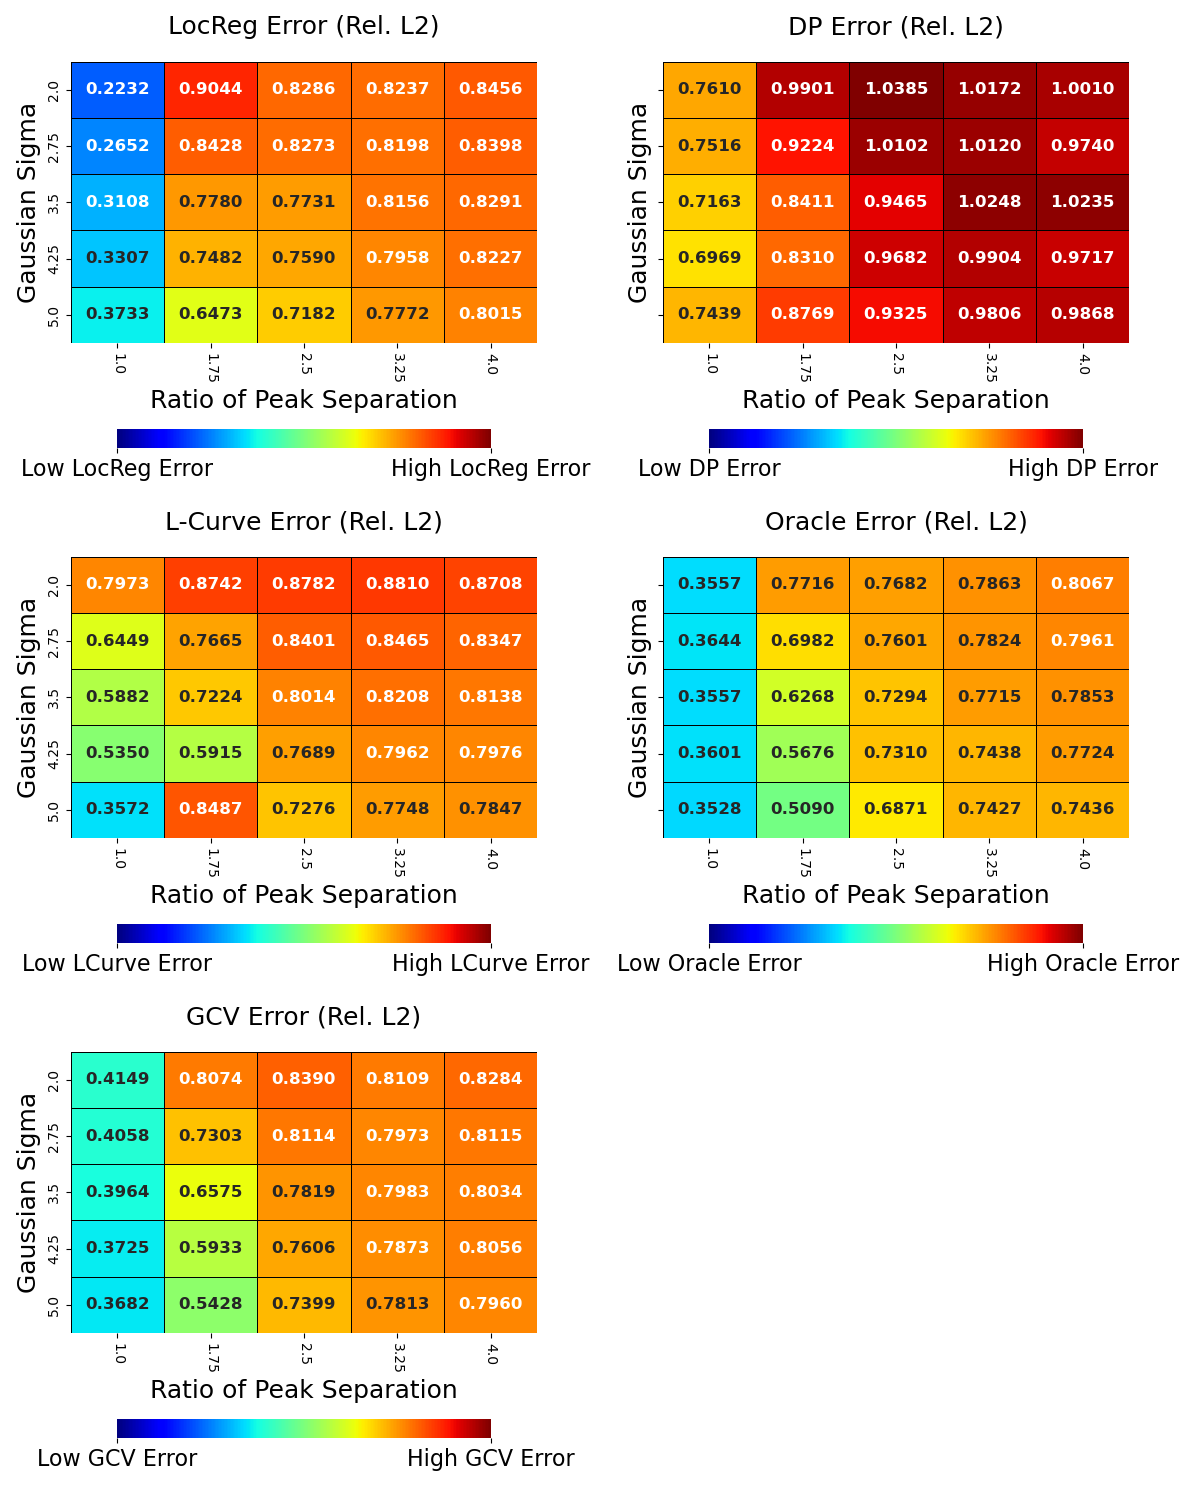 LocReg Error (Rel. L2)
Gaussian Sigma
2.0 0.2232 0.9044 0.8286 0.8237 0.8456
2.75 0.2652 0.8428 0.8273 0.8198 0.8398
3.5 0.3108 0.7780 0.7731 0.8156 0.8291
4.25 0.3307 0.7482 0.7590 0.7958 0.8227
5.0 0.3733 0.6473 0.7182 0.7772 0.8015
1.0 1.75 2.5 3.25 4.0
Ratio of Peak Separation
Low LocReg Error High LocReg Error
DP Error (Rel. L2)
Gaussian Sigma
0.7610 0.9901 1.0385 1.0172 1.0010
0.7516 0.9224 1.0102 1.0120 0.9740
0.7163 0.8411 0.9465 1.0248 1.0235
0.6969 0.8310 0.9682 0.9904 0.9717
0.7439 0.8769 0.9325 0.9806 0.9868
1.0 1.75 2.5 3.25 4.0
Ratio of Peak Separation
Low DP Error High DP Error
L-Curve Error (Rel. L2)
Gaussian Sigma
2.0 0.7973 0.8742 0.8782 0.8810 0.8708
2.75 0.6449 0.7665 0.8401 0.8465 0.8347
3.5 0.5882 0.7224 0.8014 0.8208 0.8138
4.25 0.5350 0.5915 0.7689 0.7962 0.7976
5.0 0.3572 0.8487 0.7276 0.7748 0.7847
1.0 1.75 2.5 3.25 4.0
Ratio of Peak Separation
Low LCurve Error High LCurve Error
Oracle Error (Rel. L2)
Gaussian Sigma
0.3557 0.7716 0.7682 0.7863 0.8067
0.3644 0.6982 0.7601 0.7824 0.7961
0.3557 0.6268 0.7294 0.7715 0.7853
0.3601 0.5676 0.7310 0.7438 0.7724
0.3528 0.5090 0.6871 0.7427 0.7436
1.0 1.75 2.5 3.25 4.0
Ratio of Peak Separation
Low Oracle Error High Oracle Error
GCV Error (Rel. L2)
Gaussian Sigma
2.0 0.4149 0.8074 0.8390 0.8109 0.8284
2.75 0.4058 0.7303 0.8114 0.7973 0.8115
3.5 0.3964 0.6575 0.7819 0.7983 0.8034
4.25 0.3725 0.5933 0.7606 0.7873 0.8056
5.0 0.3682 0.5428 0.7399 0.7813 0.7960
1.0 1.75 2.5 3.25 4.0
Ratio of Peak Separation
Low GCV Error High GCV Error